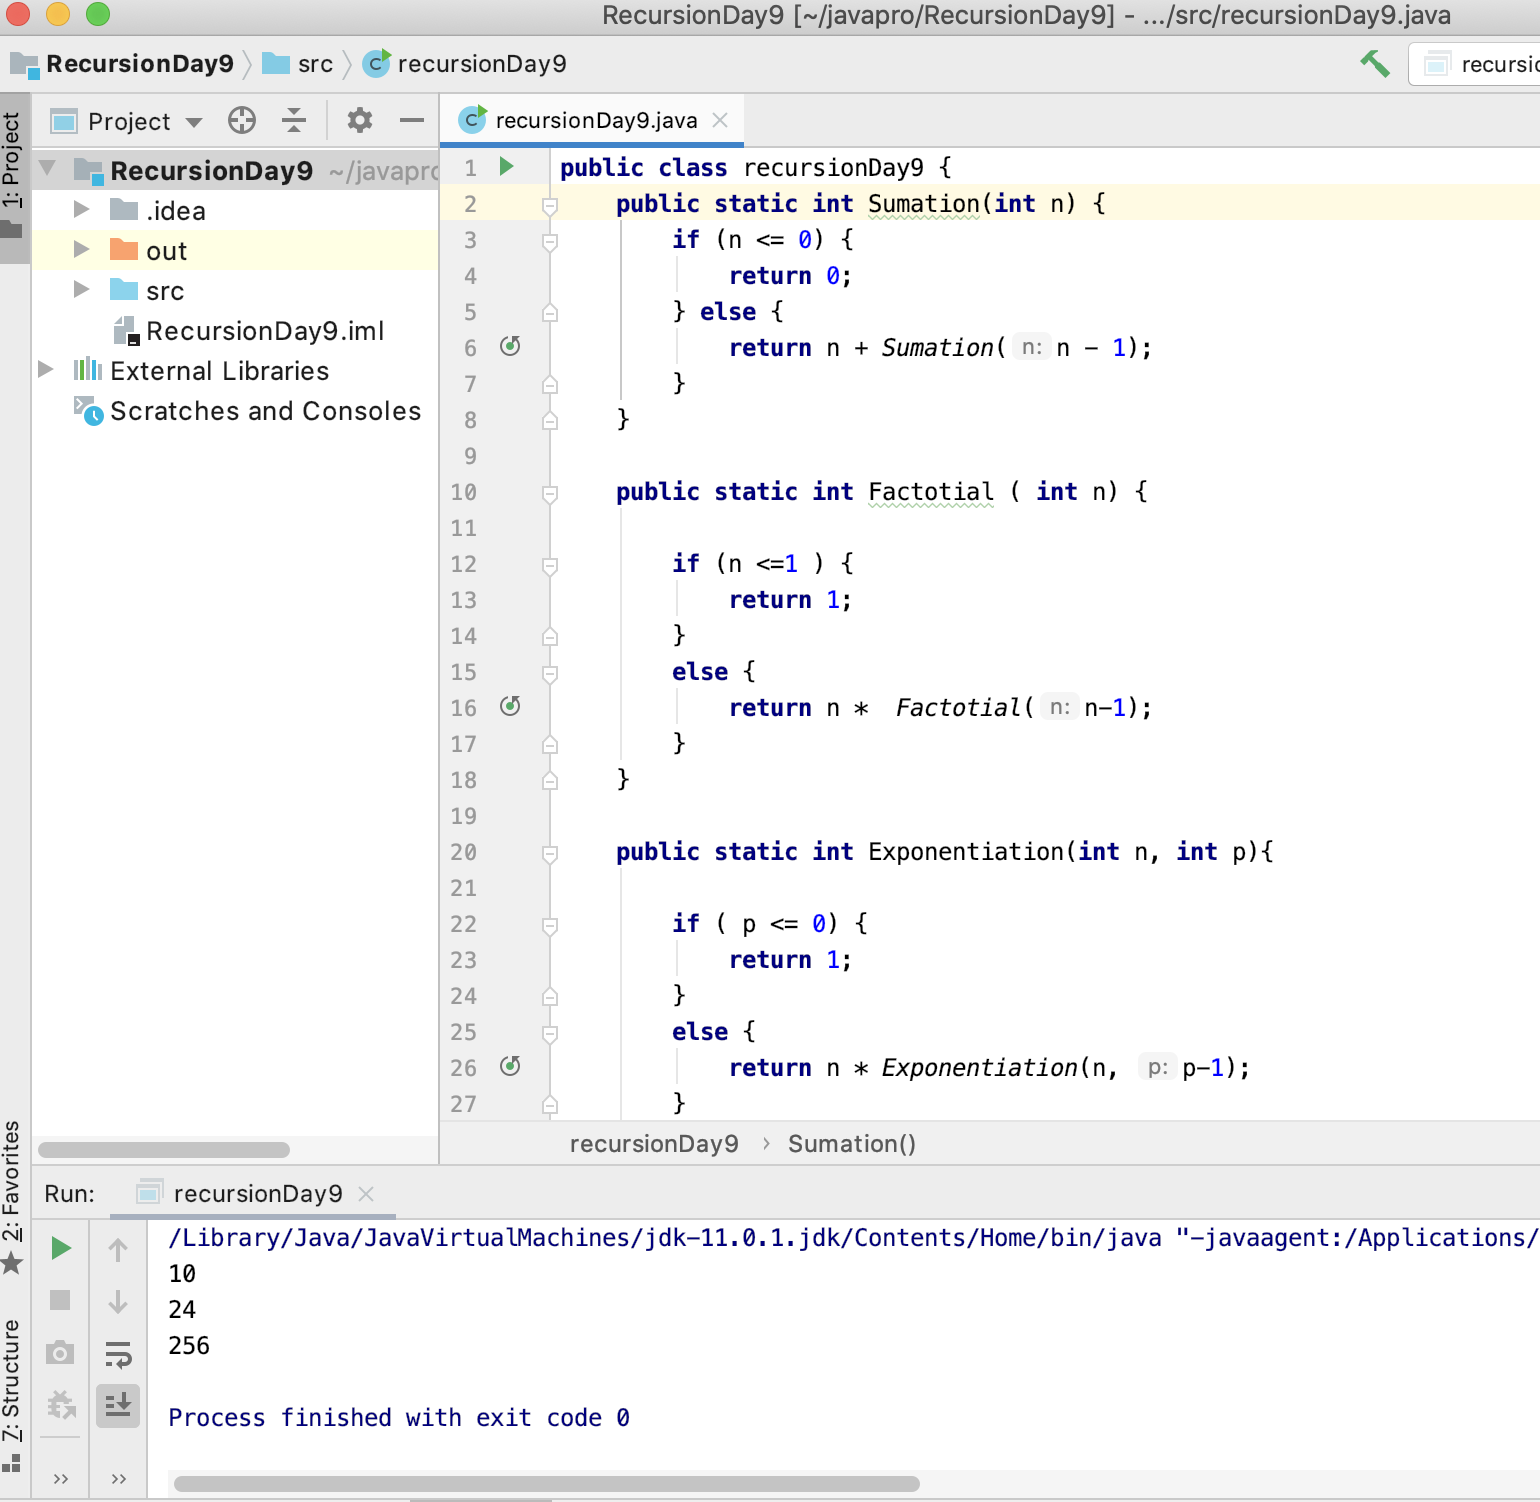 RecursionDay9 [~/javapro/RecursionDay9] – .../src/recursionDay9.java
RecursionDay9 src recursionDay9
1: Project
Project
RecursionDay9 ~/javapro
.idea
out
src
RecursionDay9.iml
External Libraries
Scratches and Consoles
recursionDay9.java
1 public class recursionDay9 {
2 public static int Sumation(int n) {
3 if (n <= 0) {
4 return 0;
5 } else {
6 return n + Sumation( n: n - 1);
7 }
8 }
9
10 public static int Factotial ( int n) {
11
12 if (n <=1 ) {
13 return 1;
14 }
15 else {
16 return n * Factotial( n: n-1);
17 }
18 }
19
20 public static int Exponentiation(int n, int p){
21
22 if ( p <= 0) {
23 return 1;
24 }
25 else {
26 return n * Exponentiation(n, p: p-1);
27 }
recursionDay9 › Sumation()
2: Favorites
7: Structure
Run: recursionDay9
/Library/Java/JavaVirtualMachines/jdk-11.0.1.jdk/Contents/Home/bin/java "-javaagent:/Applications/
10
24
256
Process finished with exit code 0